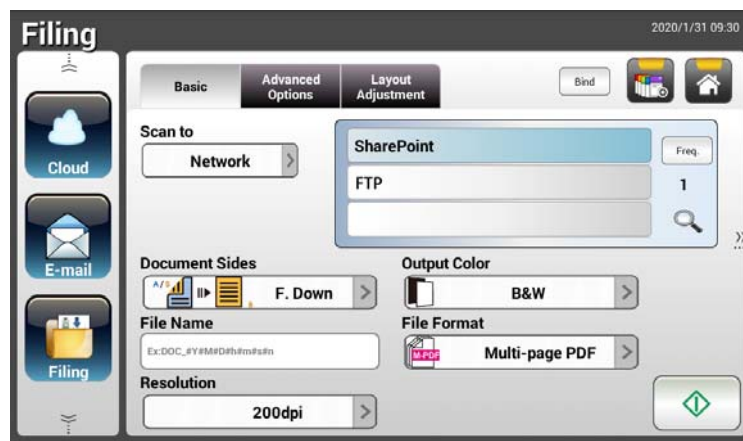 Filing
2020/1/31 09:30
Basic
Advanced
Options
Layout
Adjustment
Bind
Scan to
Network
SharePoint
FTP
Freq.
1
Cloud
E-mail
Filing
Document Sides
F. Down
Output Color
B&W
File Name
Ex:DOC_#Y#M#D#h#m#s#n
File Format
M-PDF
Multi-page PDF
Resolution
200dpi